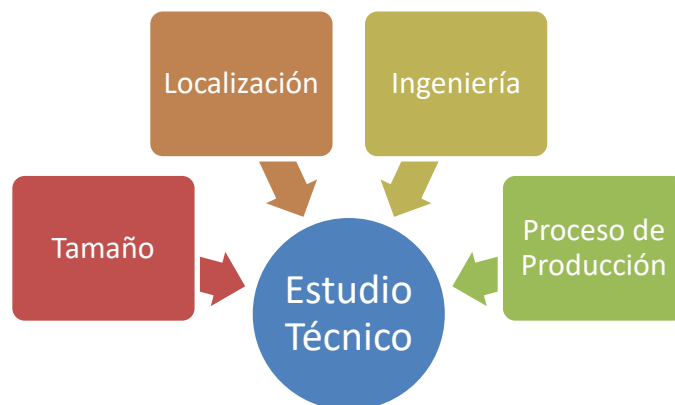 Localización
Ingeniería
Tamaño
Proceso de
Producción
Estudio
Técnico